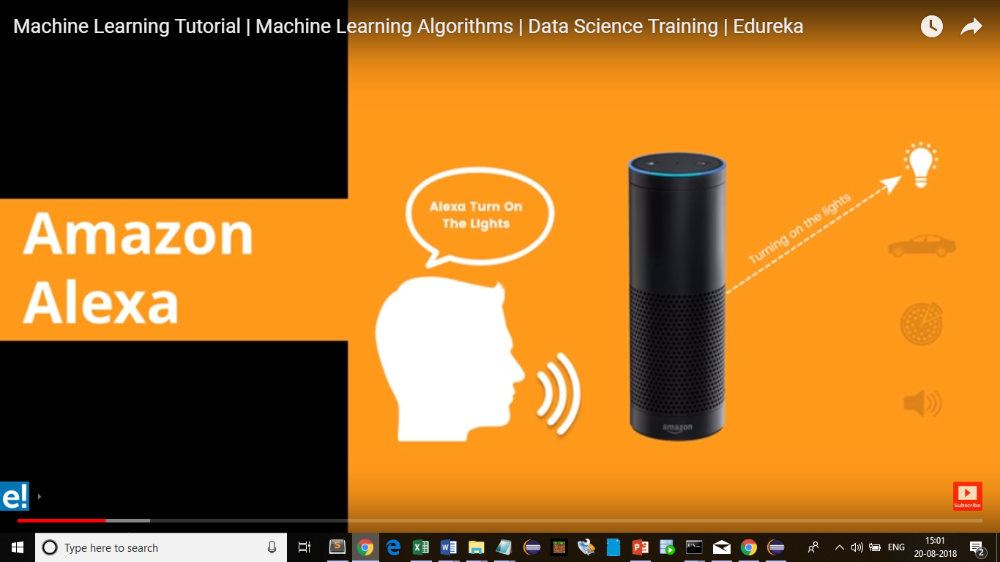 Machine Learning Tutorial | Machine Learning Algorithms | Data Science Training | Edureka
Amazon
Alexa
Alexa Turn On
The LIghts
Turning on the lights
amazon
e!
Subscribe
Type here to search
ENG
15:01
20-08-2018
2